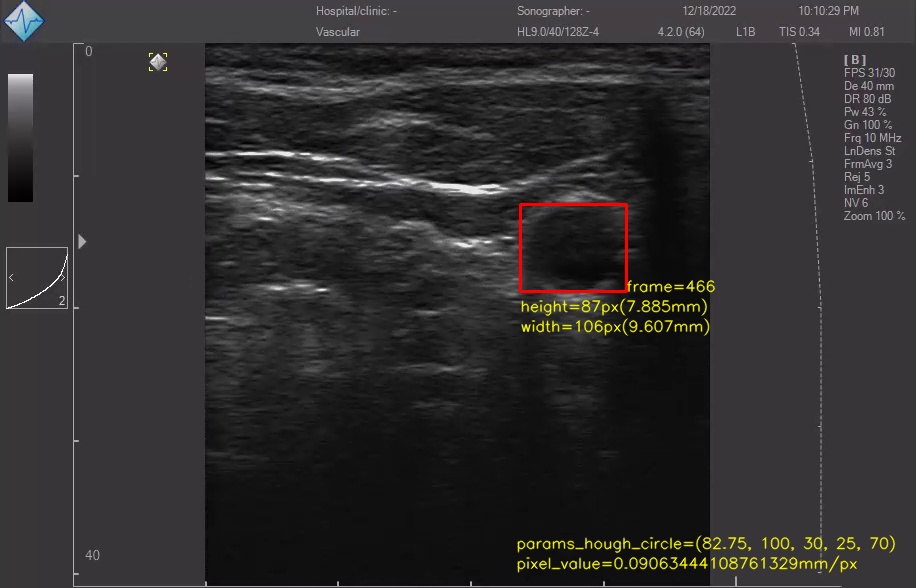 Hospital/clinic: - Sonographer: - 12/18/2022 10:10:29 PM
Vascular HL9.0/40/128Z-4 4.2.0 (64) L1B TIS 0.34 MI 0.81
0
[ B ]
FPS 31/30
De 40 mm
DR 80 dB
Pw 43 %
Gn 100 %
Frq 10 MHz
LnDens St
FrmAvg 3
Rej 5
ImEnh 3
NV 6
Zoom 100 %
2
frame=466
height=87px(7.885mm)
width=106px(9.607mm)
40
params_hough_circle=(82.75, 100, 30, 25, 70)
pixel_value=0.09063444108761329mm/px